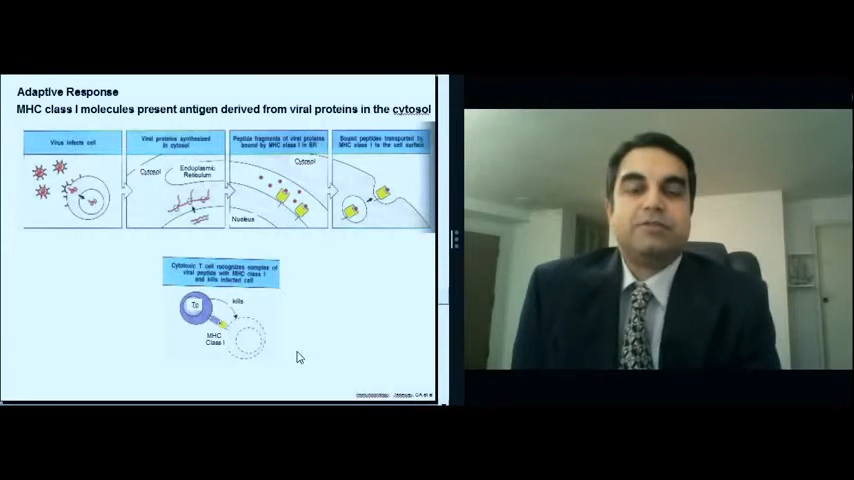 Adaptive Response
MHC class I molecules present antigen derived from viral proteins in the cytosol
Virus infects cell
Viral proteins synthesized
in cytosol
Cytosol
Endoplasmic
Reticulum
Peptide fragments of viral proteins
bound by MHC class I in ER
Cytosol
Nucleus
Bound peptides transported by
MHC class I to the cell surface
Cytotoxic T cell recognizes complex of
viral peptide with MHC class I
and kills infected cell
kills
MHC
Class I